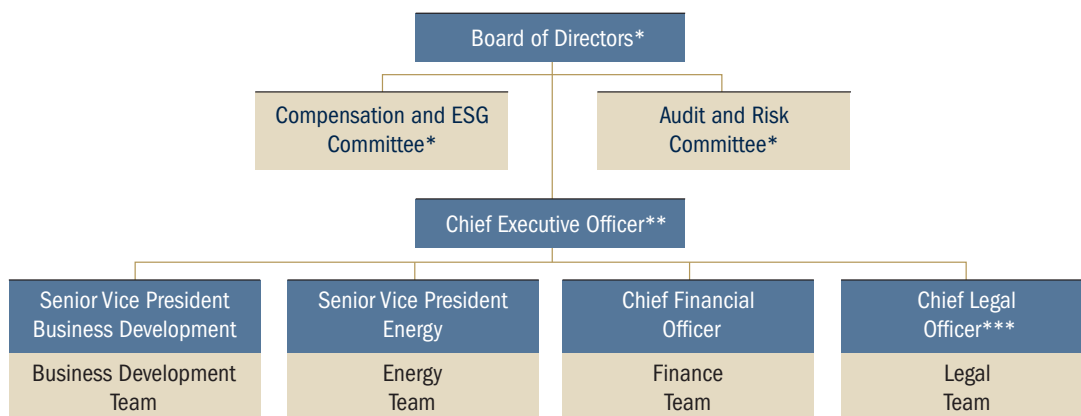 Board of Directors*
Compensation and ESG
Committee*
Audit and Risk
Committee*
Chief Executive Officer**
Senior Vice President
Business Development
Senior Vice President
Energy
Chief Financial
Officer
Chief Legal
Officer***
Business Development
Team
Energy
Team
Finance
Team
Legal
Team